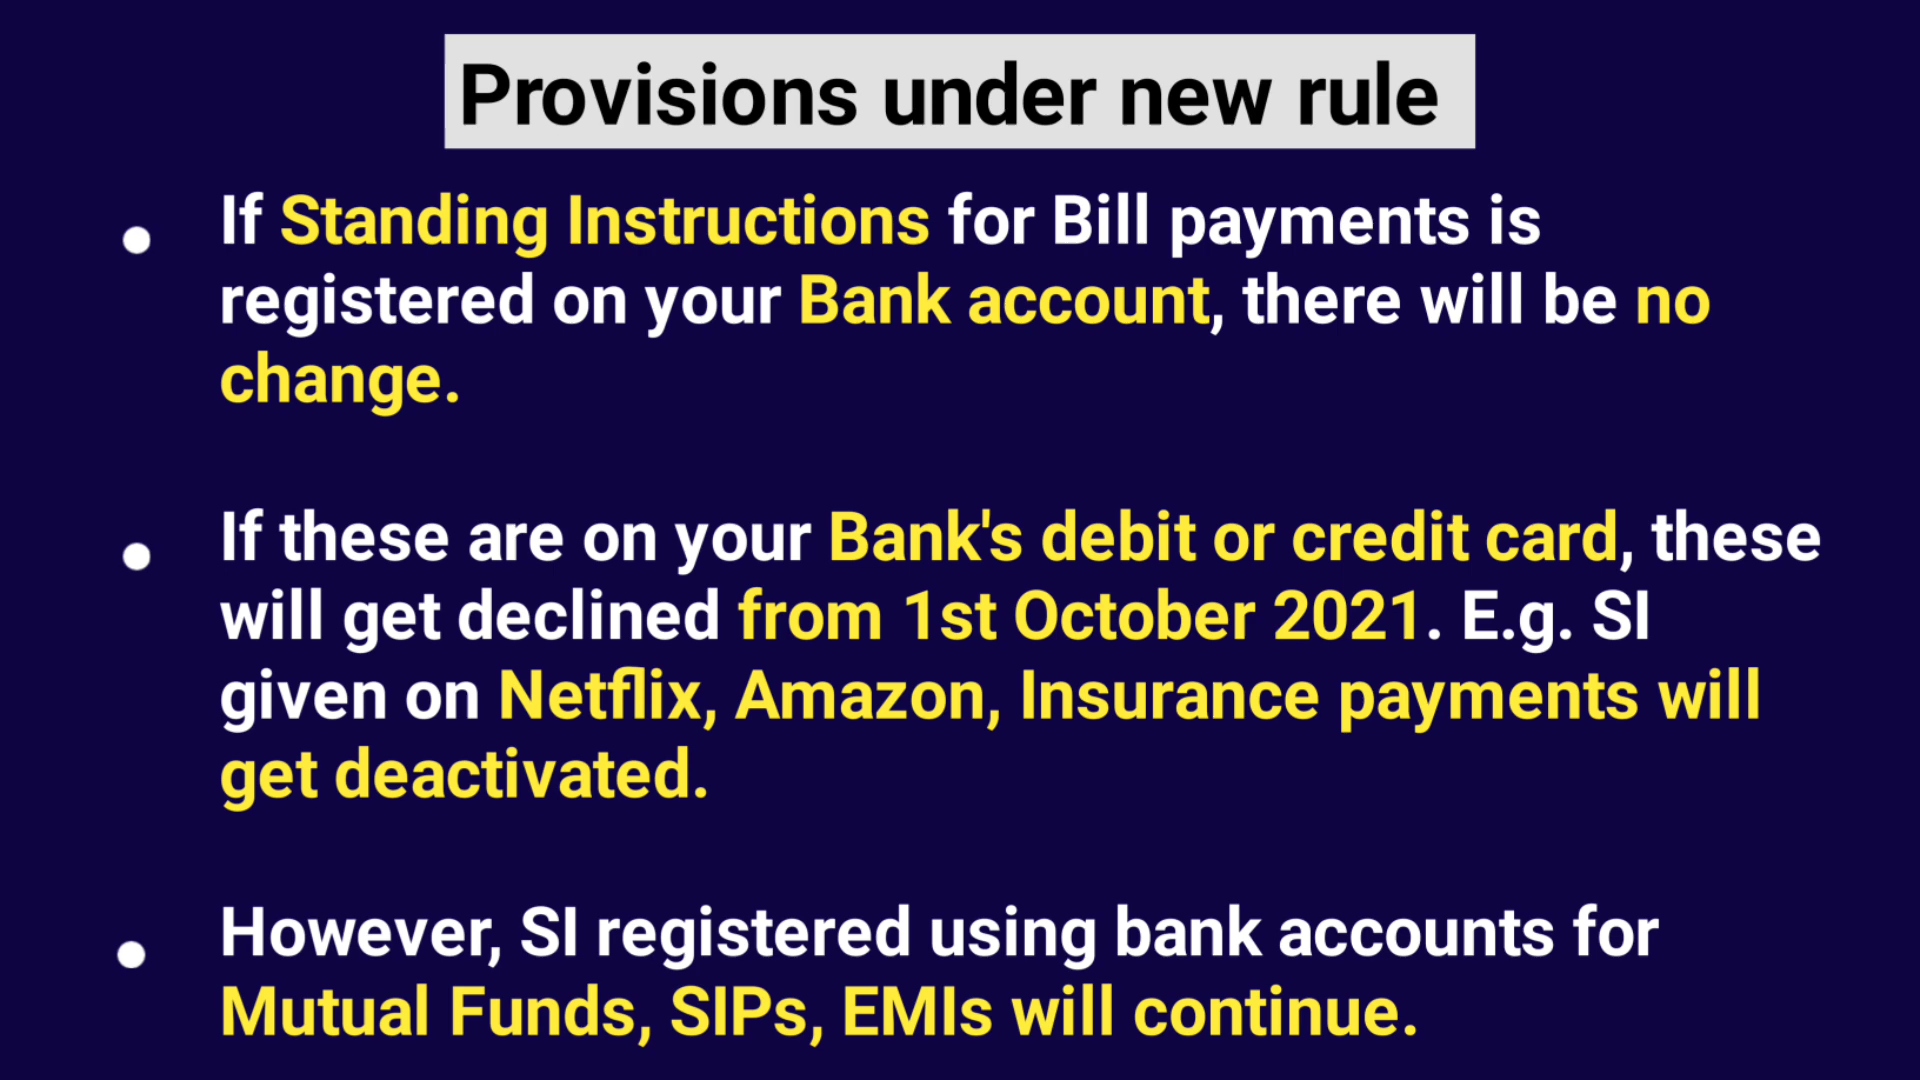 Provisions under new rule
If Standing Instructions for Bill payments is
registered on your Bank account, there will be no
change.
If these are on your Bank's debit or credit card, these
will get declined from 1st October 2021. E.g. SI
given on Netflix, Amazon, Insurance payments will
get deactivated.
However, SI registered using bank accounts for
Mutual Funds, SIPs, EMIs will continue.